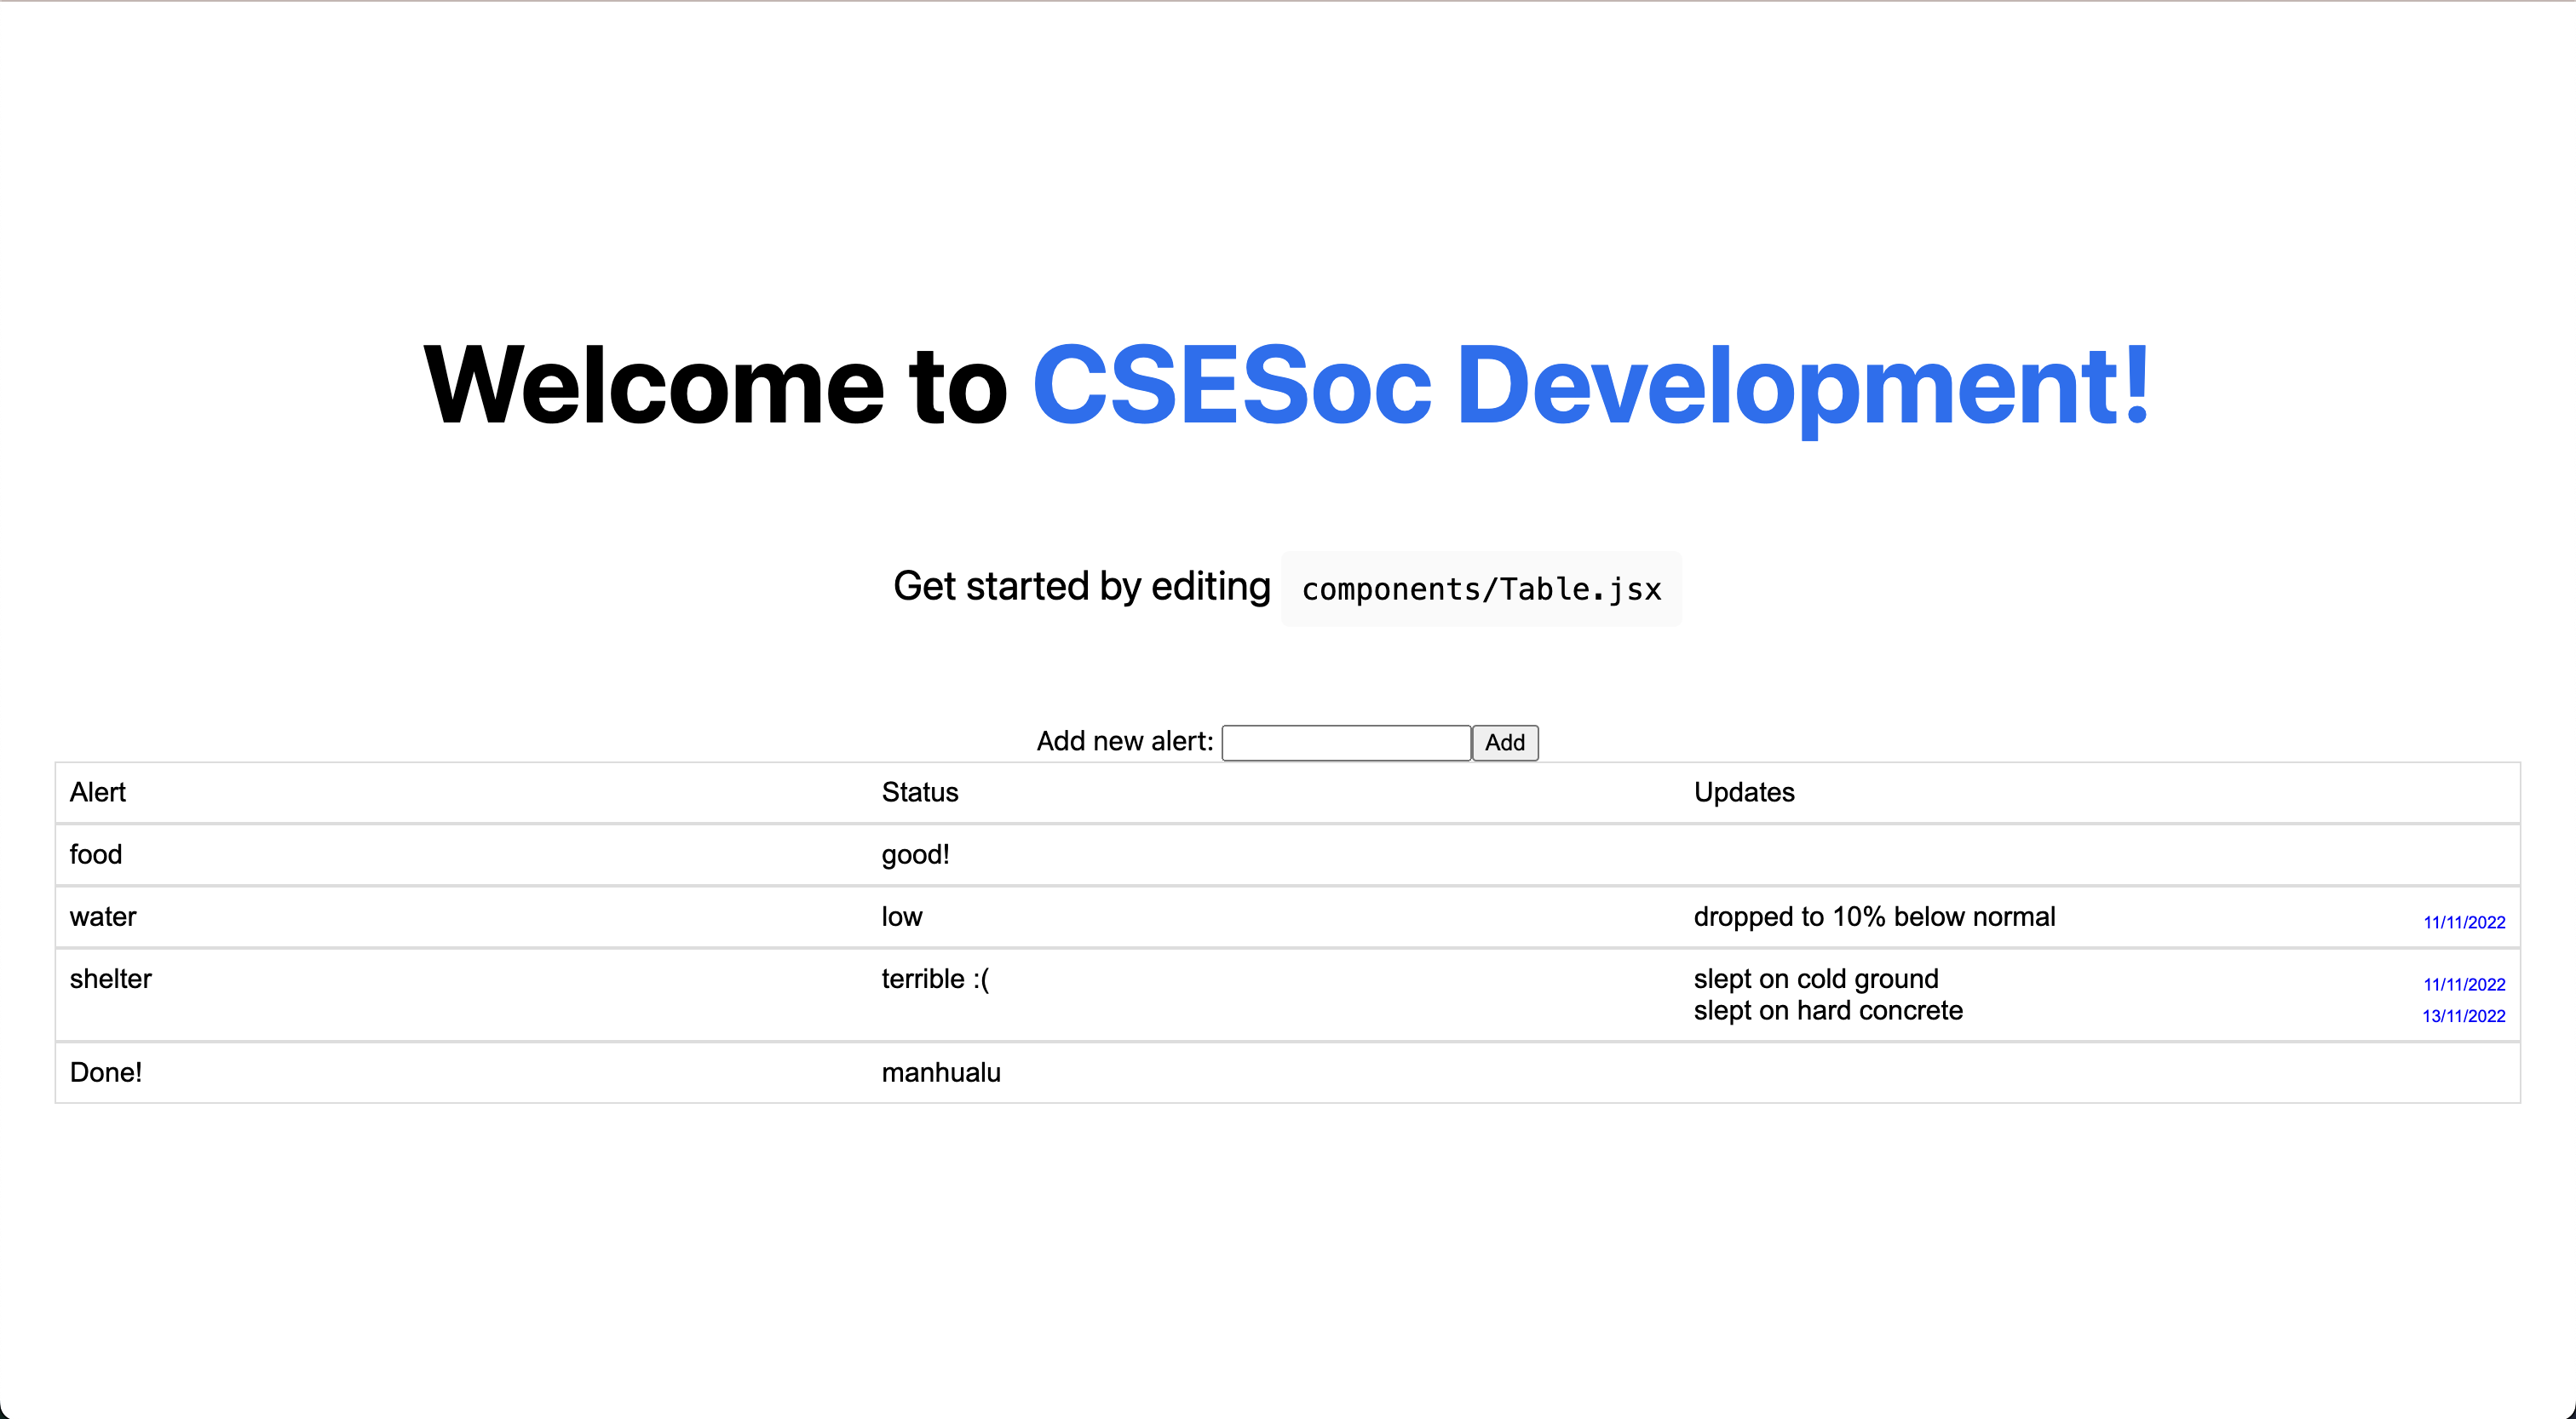 Welcome to CSESoc Development!
Get started by editing components/Table.jsx
Add new alert: Add
Alert Status Updates
food good!
water low dropped to 10% below normal 11/11/2022
shelter terrible :( slept on cold ground 11/11/2022
slept on hard concrete 13/11/2022
Done! manhualu